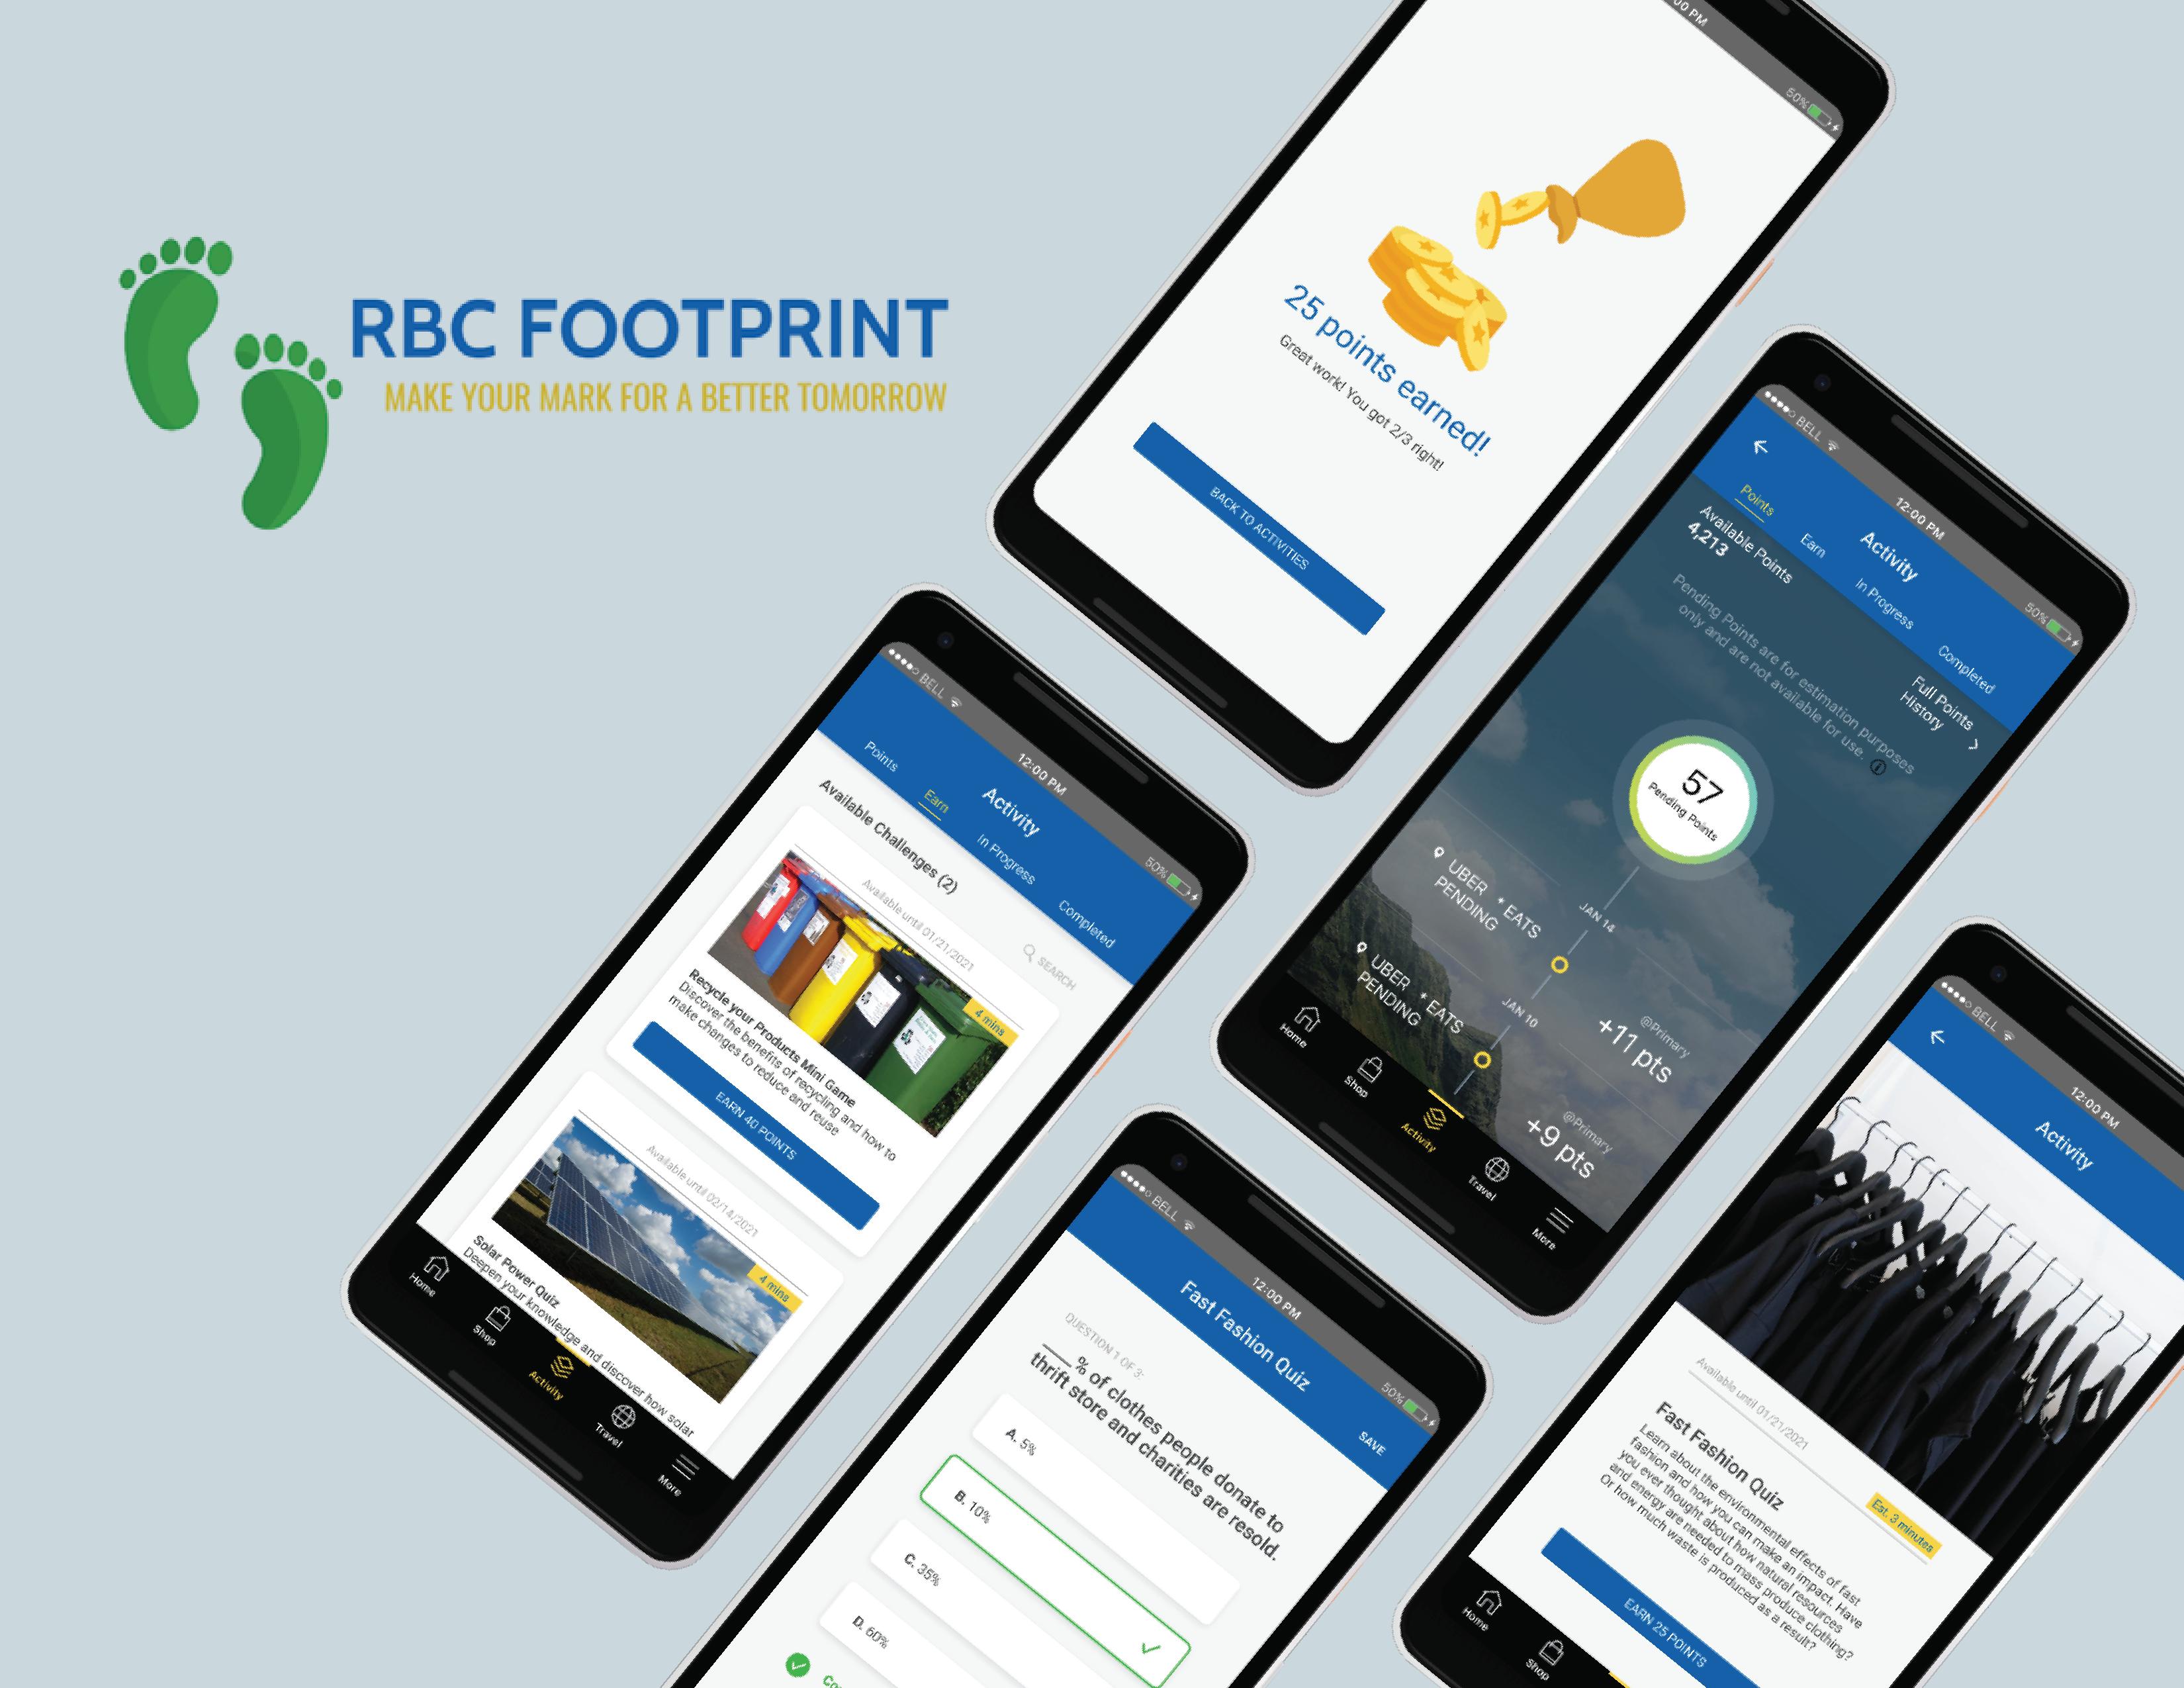 RBC FOOTPRINT
MAKE YOUR MARK FOR A BETTER TOMORROW
00 PM
50%
25 points earned!
Great work! You got 2/3 right!
BACK TO ACTIVITIES
BELL
12:00 PM
50%
Activity
Points
Earn
In Progress
Completed
Available Points
4,213
Full Points
History
Pending Points are for estimation purposes
only and are not available for use.
57
Pending Points
JAN 14
UBER * EATS
PENDING
@Primary
+11 pts
JAN 10
UBER * EATS
PENDING
@Primary
+9 pts
Home
Shop
Activity
Travel
More
BELL
12:00 PM
50%
Activity
Points
Earn
In Progress
Completed
Available Challenges (2)
SEARCH
Available until 01/21/2021
4 mins
Recycle your Products Mini Game
Discover the benefits of recycling and how to
make changes to reduce and reuse
EARN 40 POINTS
Available until 02/14/2021
4 mins
Solar Power Quiz
Deepen your knowledge and discover how solar
Home
Shop
Activity
Travel
More
BELL
12:00 PM
50%
Fast Fashion Quiz
SAVE
QUESTION 1 OF 3:
___% of clothes people donate to
thrift store and charities are resold.
A. 5%
B. 10%
C. 35%
D. 60%
BELL
12:00 PM
Activity
Available until 01/21/2021
Est. 3 minutes
Fast Fashion Quiz
Learn about the environmental effects of fast
fashion and how you can make an impact. Have
you ever thought about how natural resources
and energy are needed to mass produce clothing?
Or how much waste is produced as a result?
EARN 25 POINTS
Home
Shop